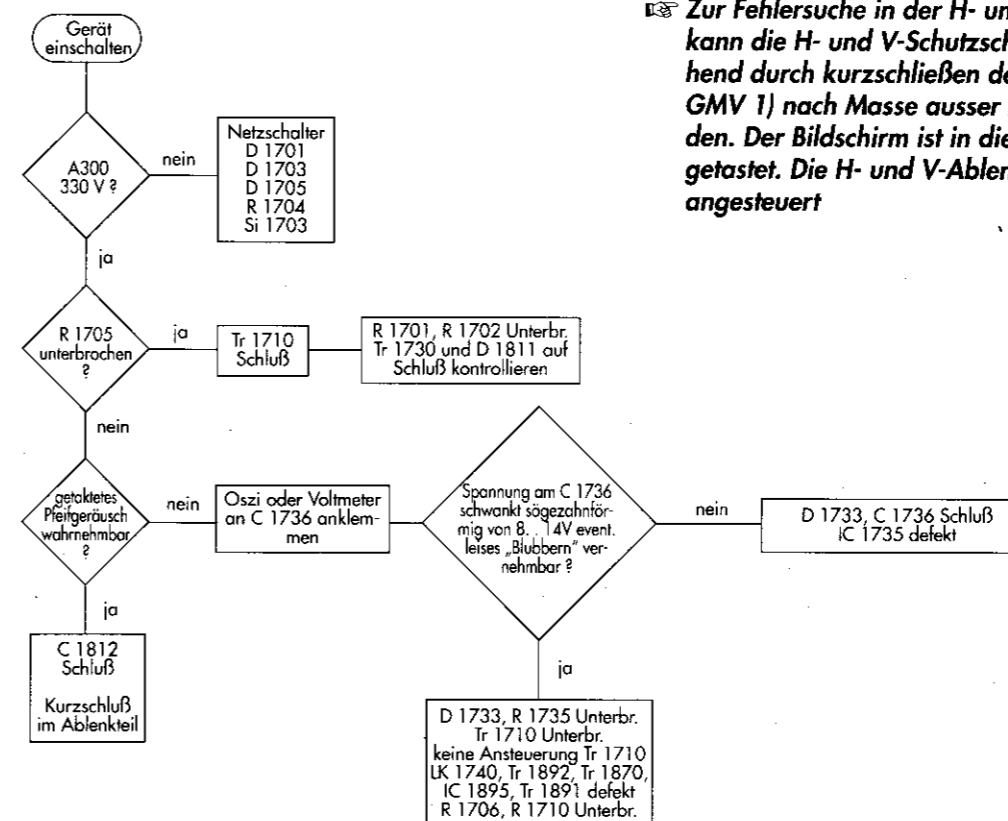 Gerät
einschalten
☞ Zur Fehlersuche in der H- un
kann die H- und V-Schutzsch
hend durch kurzschließen de
GMV 1) nach Masse ausser
den. Der Bildschirm ist in die
getastet. Die H- und V-Ablen
angesteuert
A300
330 V ?
nein
Netzschalter
D 1701
D 1703
D 1705
R 1704
Si 1703
ja
R 1705
unterbrochen
?
ja
Tr 1710
Schluß
R 1701, R 1702 Unterbr.
Tr 1730 und D 1811 auf
Schluß kontrollieren
nein
getaktetes
Pfeifgeräusch
wahrnehmbar
?
nein
Oszi oder Voltmeter
an C 1736 anklem-
men
Spannung am C 1736
schwankt sägezahnför-
mig von 8. . .14V event.
leises „Blubbern" ver-
nehmbar ?
nein
D 1733, C 1736 Schluß
IC 1735 defekt
ja
C 1812
Schluß
Kurzschluß
im Ablenkteil
ja
D 1733, R 1735 Unterbr.
Tr 1710 Unterbr.
keine Ansteuerung Tr 1710
LK 1740, Tr 1892, Tr 1870,
IC 1895, Tr 1891 defekt
R 1706, R 1710 Unterbr.